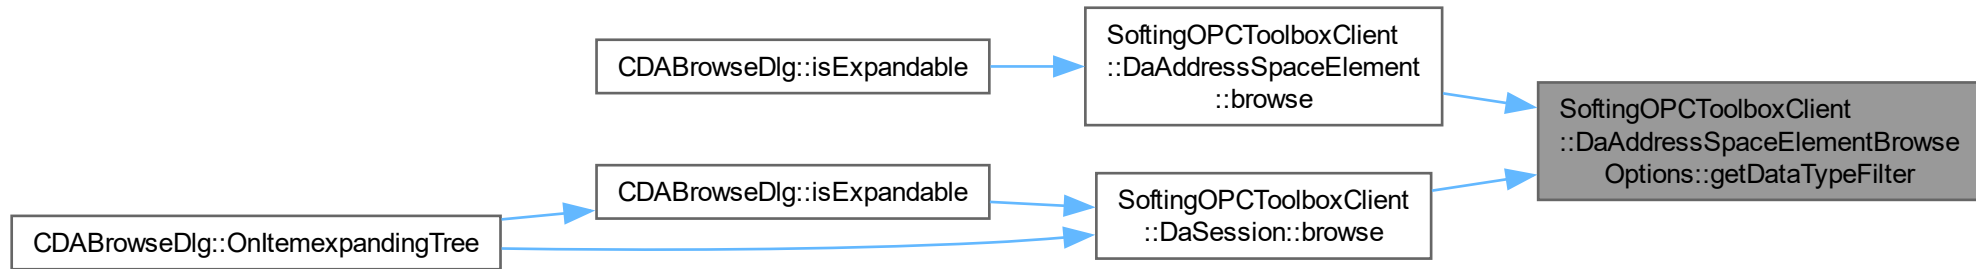 CDABrowseDlg::isExpandable
SoftingOPCToolboxClient
::DaAddressSpaceElement
::browse
SoftingOPCToolboxClient
::DaAddressSpaceElementBrowse
Options::getDataTypeFilter
CDABrowseDlg::isExpandable
SoftingOPCToolboxClient
::DaSession::browse
CDABrowseDlg::OnItemexpandingTree